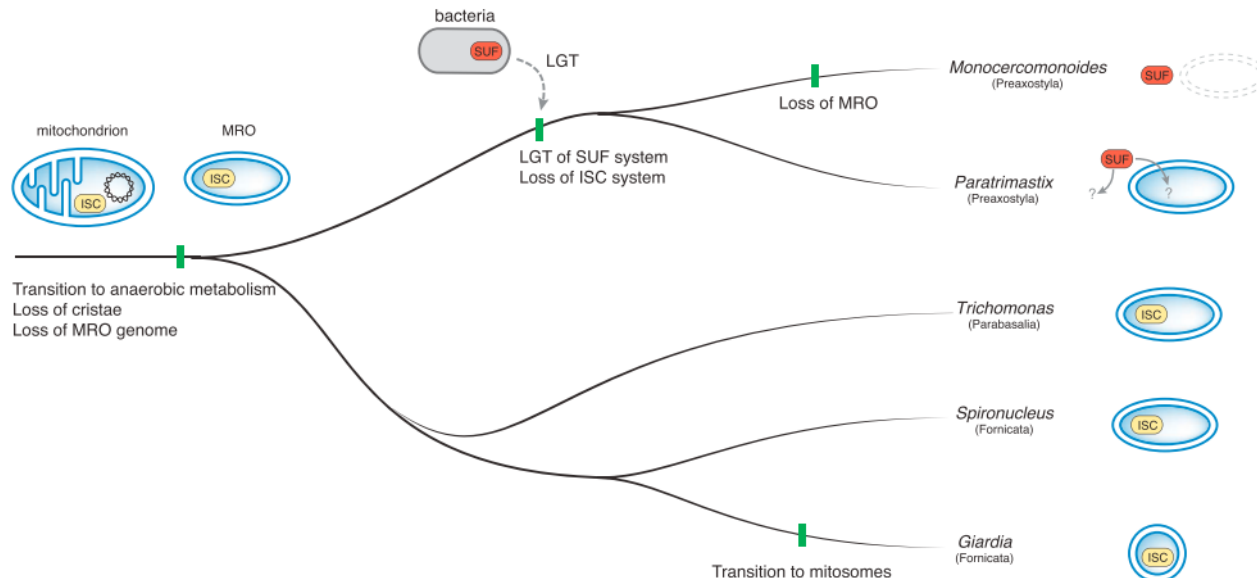 bacteria
SUF
LGT
Monocercomonoides
(Preaxostyla)
SUF
Loss of MRO
mitochondrion
MRO
ISC
ISC
LGT of SUF system
Loss of ISC system
SUF
Paratrimastix
(Preaxostyla)
?
?
Transition to anaerobic metabolism
Loss of cristae
Loss of MRO genome
Trichomonas
(Parabasalia)
ISC
Spironucleus
(Fornicata)
ISC
Giardia
(Fornicata)
ISC
Transition to mitosomes